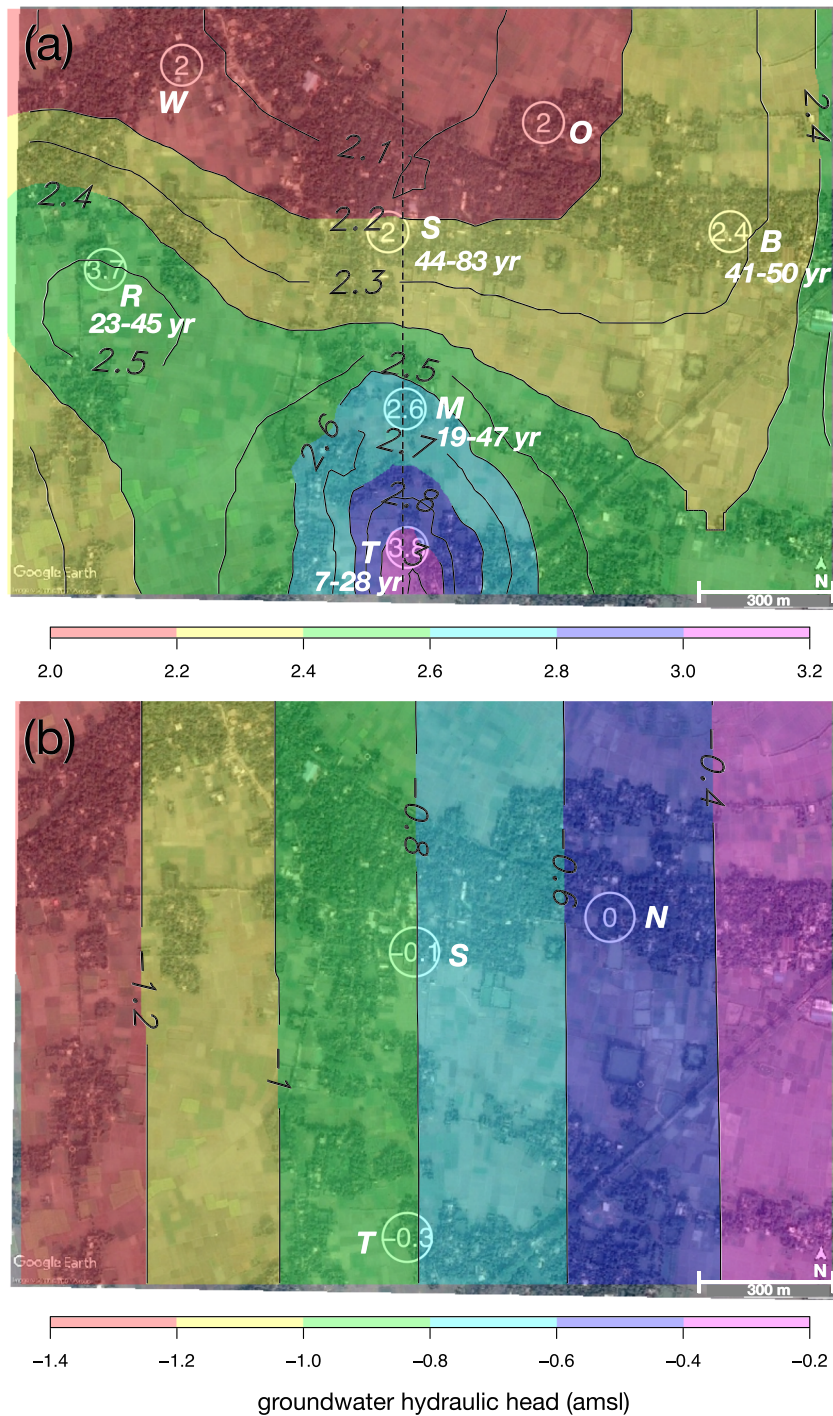 (a)
2
W
2
O
2.1
2.4
2.4
2.2
2
S
44-83 yr
2.4
B
41-50 yr
3.7
R
23-45 yr
2.3
2.5
2.5
2.6
M
19-47 yr
2.6
2.7
2.8
T
3
7-28 yr
Google Earth
N
300 m
2.0 2.2 2.4 2.6 2.8 3.0 3.2
(b)
−0.4
−0.8
−0.6
0
N
−0.1
S
−1.2
−1
T
−0.3
Google Earth
N
300 m
−1.4 −1.2 −1.0 −0.8 −0.6 −0.4 −0.2
groundwater hydraulic head (amsl)